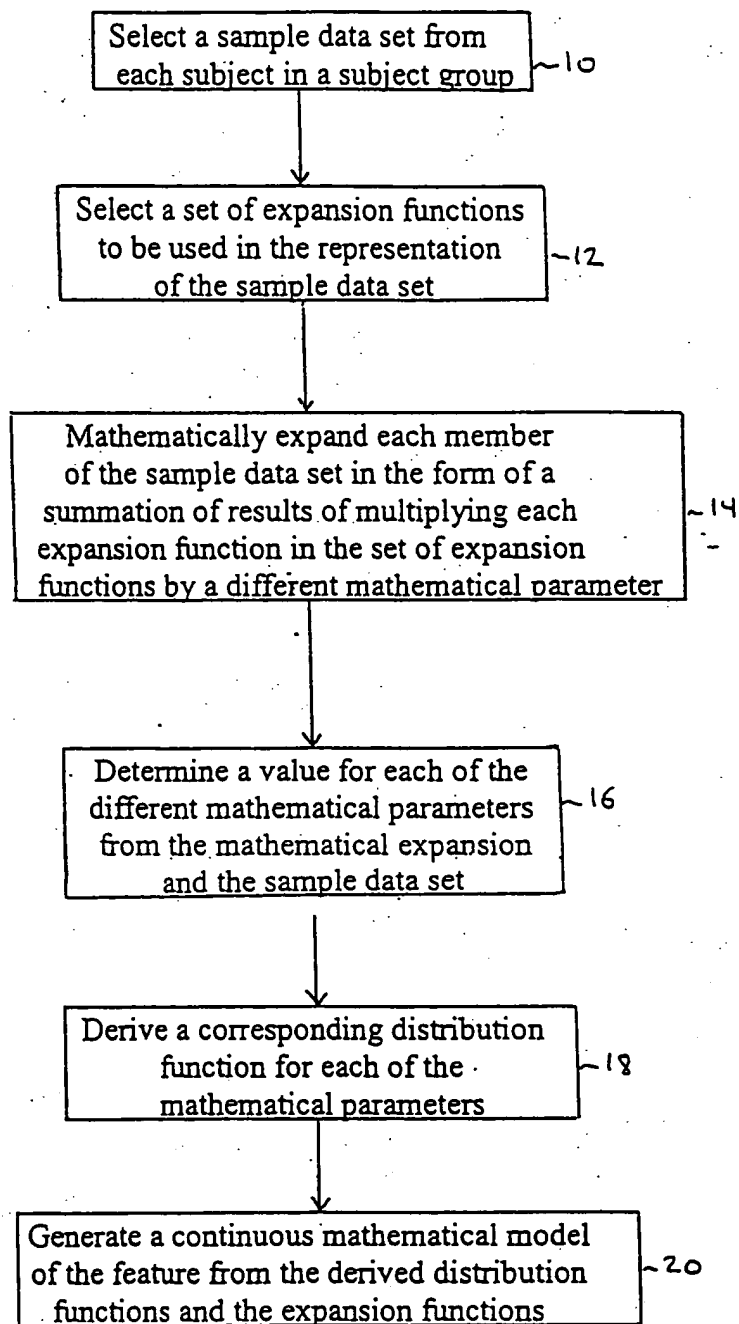 Select a sample data set from
each subject in a subject group
~10
Select a set of expansion functions
to be used in the representation
of the sample data set
~12
Mathematically expand each member
of the sample data set in the form of a
summation of results of multiplying each
expansion function in the set of expansion
functions by a different mathematical parameter
~14
Determine a value for each of the
different mathematical parameters
from the mathematical expansion
and the sample data set
~16
Derive a corresponding distribution
function for each of the
mathematical parameters
~18
Generate a continuous mathematical model
of the feature from the derived distribution
functions and the expansion functions
~20